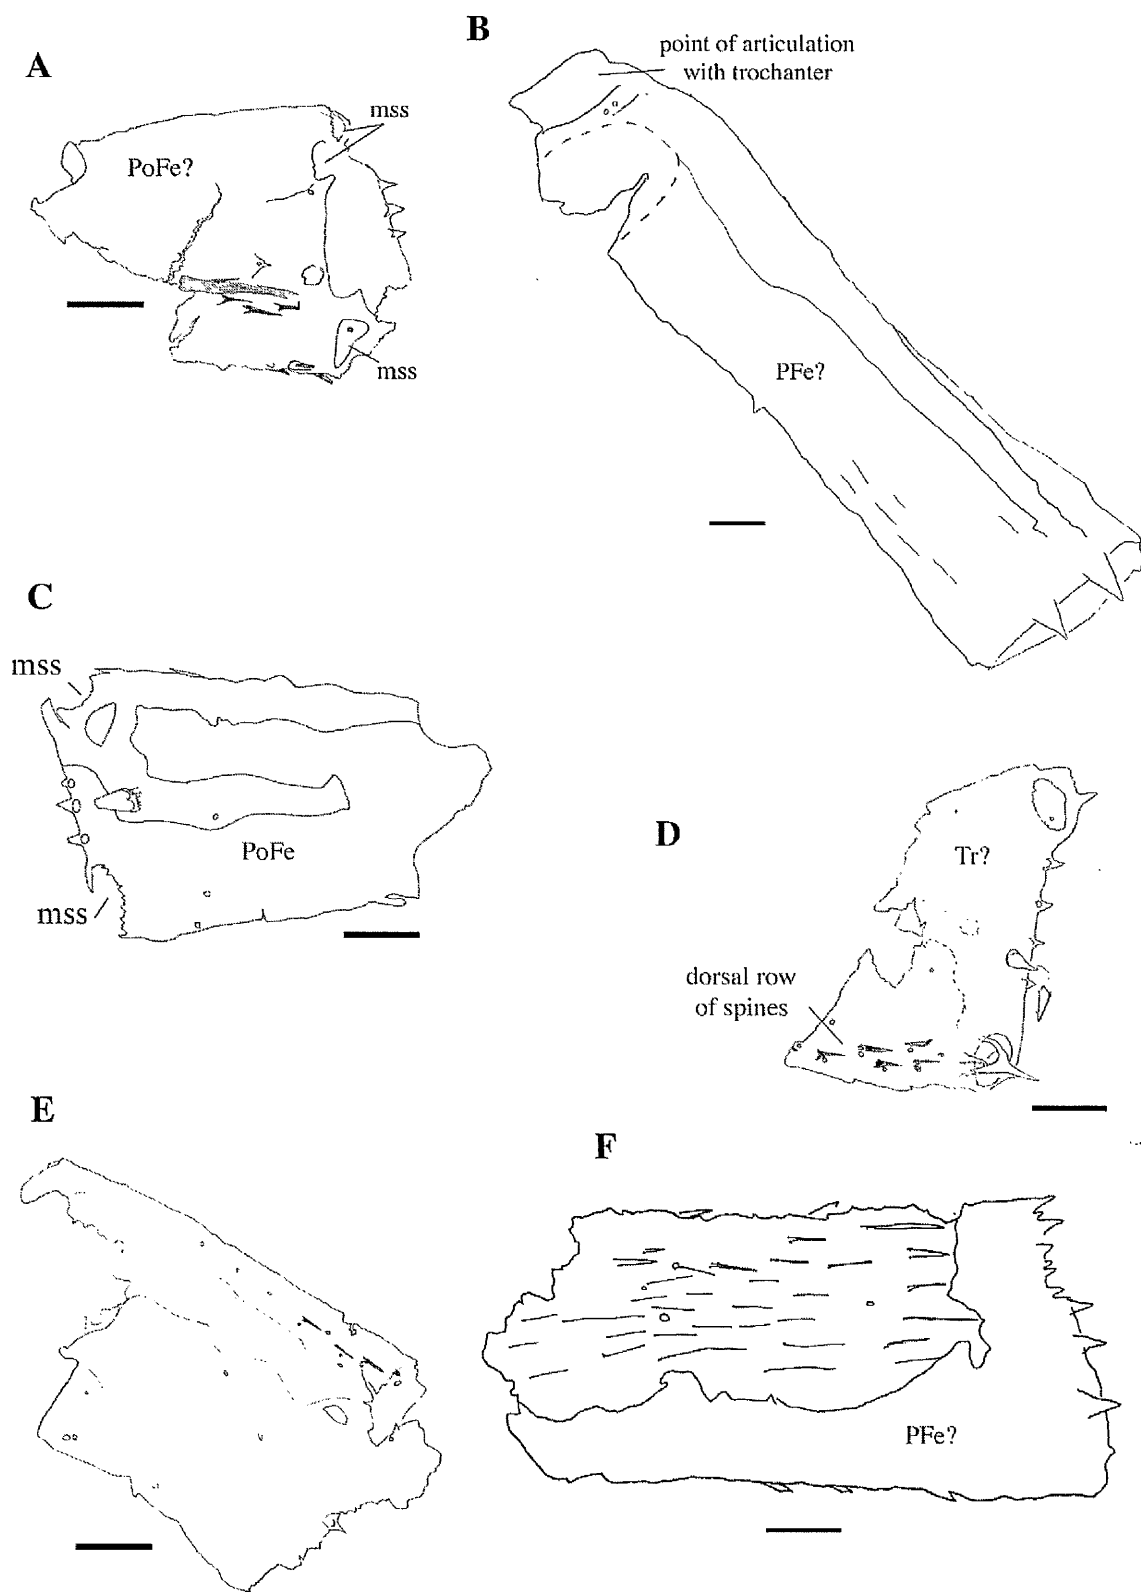 A
mss
PoFe?
mss
B
point of articulation
with trochanter
PFe?
C
mss
PoFe
mss
D
Tr?
dorsal row
of spines
E
F
PFe?